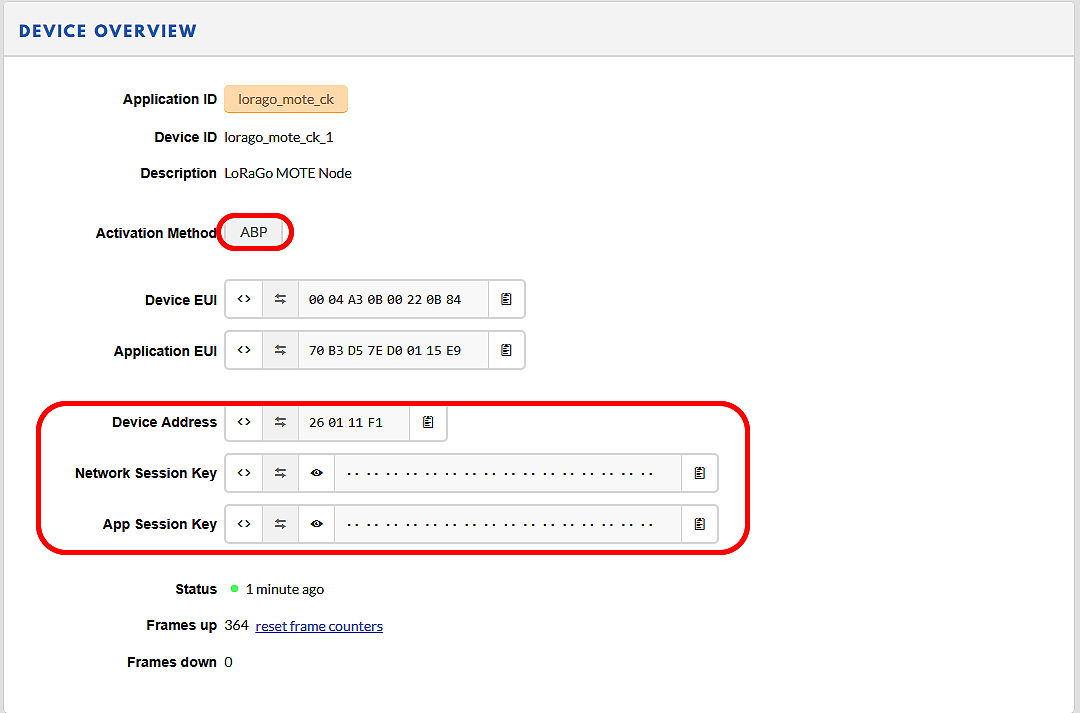 DEVICE OVERVIEW
Application ID lorago_mote_ck
Device ID lorago_mote_ck_1
Description LoRaGo MOTE Node
Activation Method ABP
Device EUI <> 00 04 A3 0B 00 22 0B 84
Application EUI <> 70 B3 D5 7E D0 01 15 E9
Device Address <> 26 01 11 F1
Network Session Key <> ·· ·· ·· ·· ·· ·· ·· ·· ·· ·· ·· ·· ·· ·· ·· ··
App Session Key <> ·· ·· ·· ·· ·· ·· ·· ·· ·· ·· ·· ·· ·· ·· ·· ··
Status 1 minute ago
Frames up 364 reset frame counters
Frames down 0